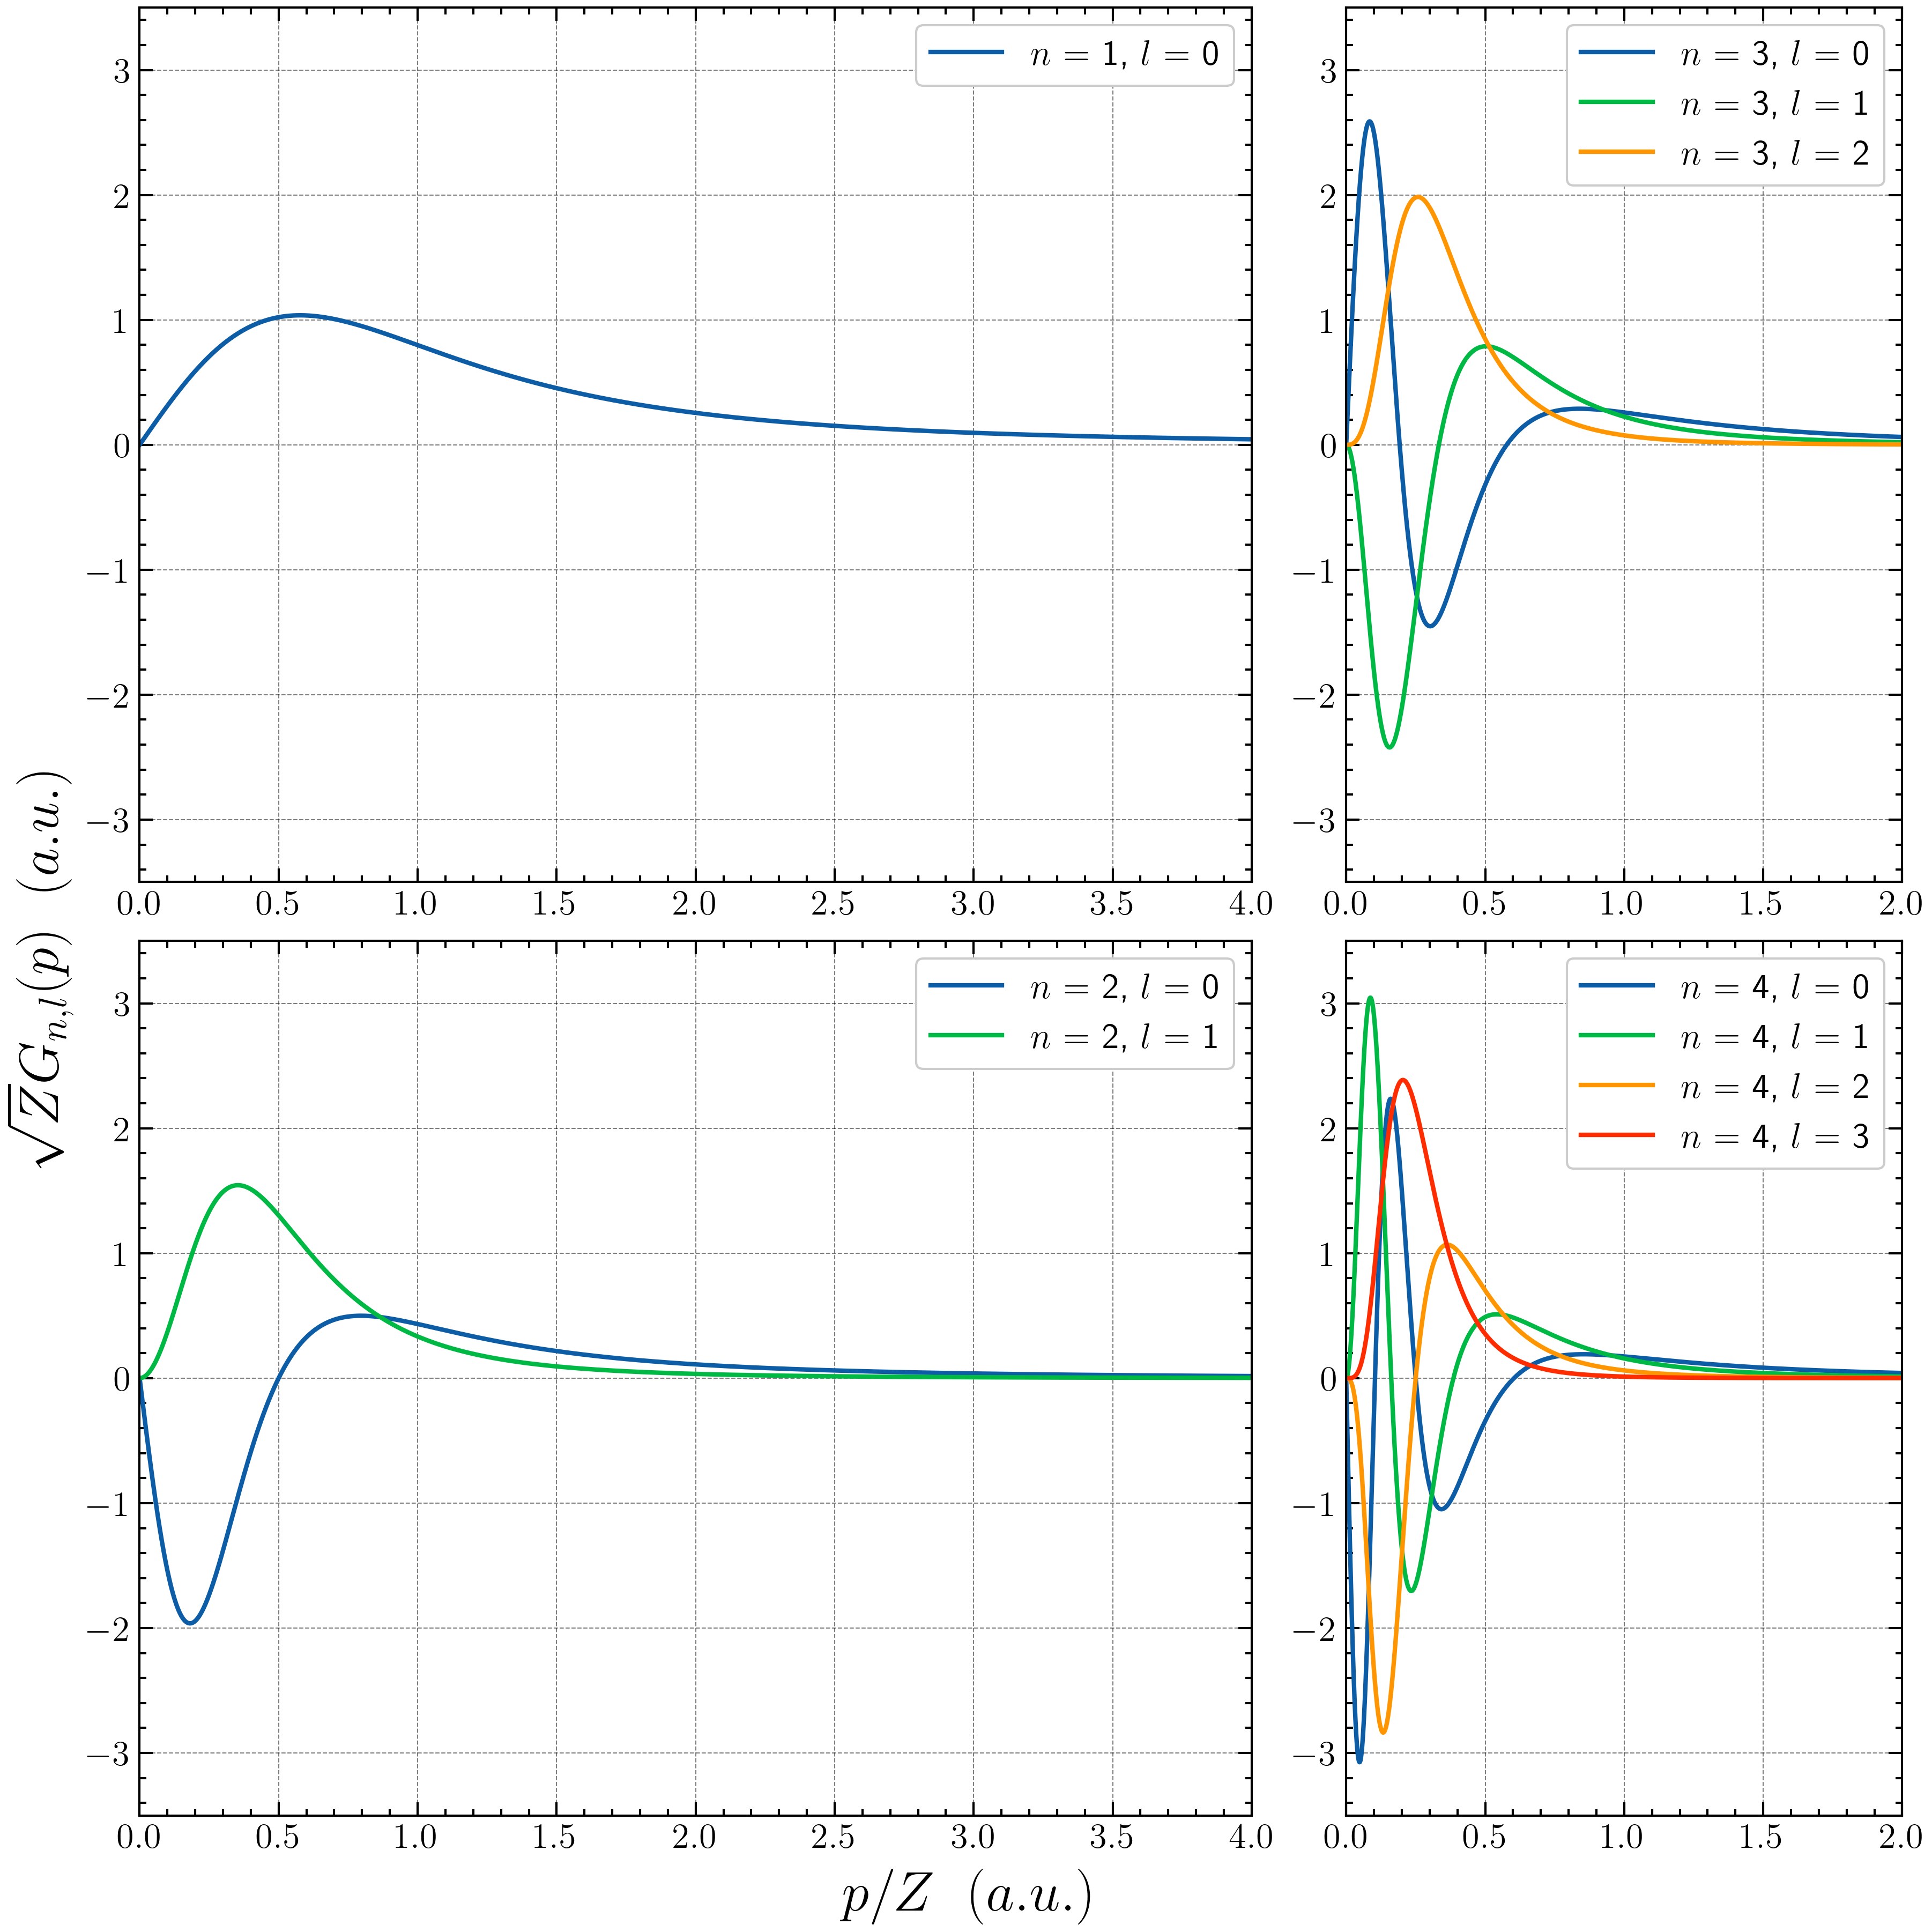 n = 1, l = 0
3
2
1
0
−1
−2
−3
0.0 0.5 1.0 1.5 2.0 2.5 3.0 3.5 4.0
n = 3, l = 0
n = 3, l = 1
n = 3, l = 2
3
2
1
0
−1
−2
−3
0.0 0.5 1.0 1.5 2.0
√Z G_{n,l}(p) (a.u.)
n = 2, l = 0
n = 2, l = 1
3
2
1
0
−1
−2
−3
0.0 0.5 1.0 1.5 2.0 2.5 3.0 3.5 4.0
n = 4, l = 0
n = 4, l = 1
n = 4, l = 2
n = 4, l = 3
3
2
1
0
−1
−2
−3
0.0 0.5 1.0 1.5 2.0
p/Z (a.u.)